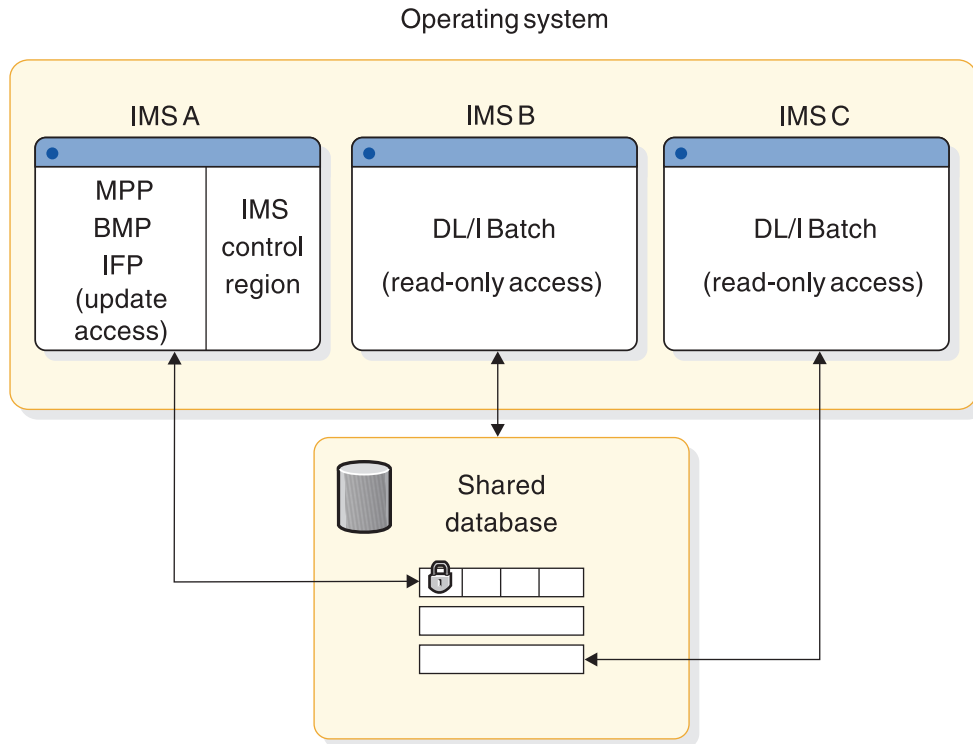 Operating system
IMS A
MPP
BMP
IFP
(update
access)
IMS
control
region
IMS B
DL/I Batch
(read-only access)
IMS C
DL/I Batch
(read-only access)
Shared
database